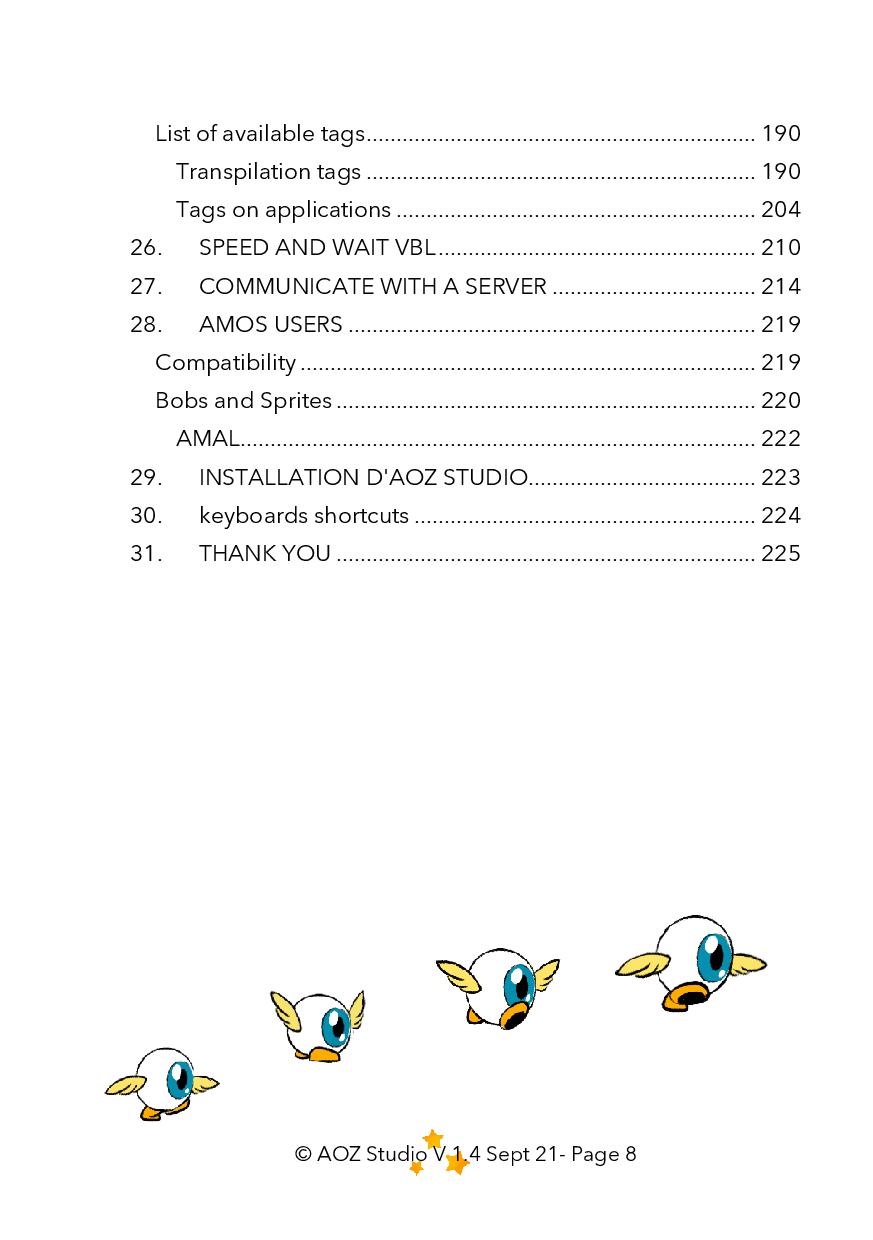 List of available tags................................................................. 190
Transpilation tags ................................................................. 190
Tags on applications ............................................................ 204
26. SPEED AND WAIT VBL..................................................... 210
27. COMMUNICATE WITH A SERVER .................................. 214
28. AMOS USERS .................................................................... 219
Compatibility ............................................................................ 219
Bobs and Sprites ...................................................................... 220
AMAL...................................................................................... 222
29. INSTALLATION D'AOZ STUDIO...................................... 223
30. keyboards shortcuts ......................................................... 224
31. THANK YOU ...................................................................... 225
© AOZ Studio V 1.4 Sept 21- Page 8